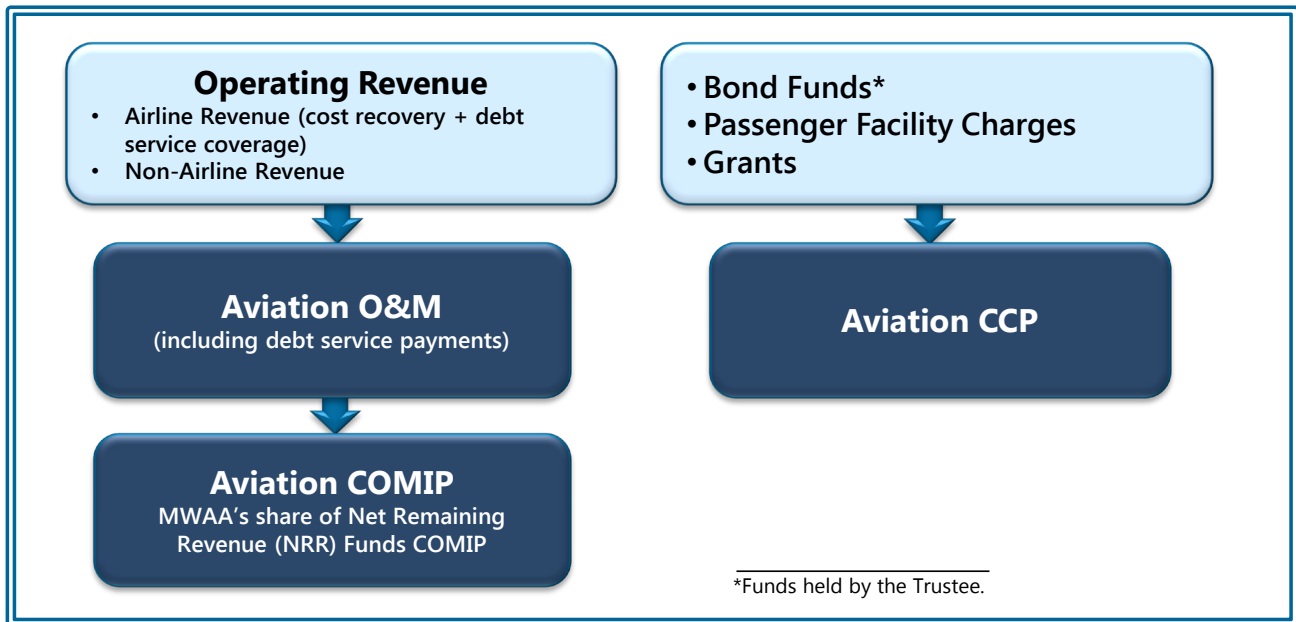 Operating Revenue
• Airline Revenue (cost recovery + debt
service coverage)
• Non-Airline Revenue
• Bond Funds*
• Passenger Facility Charges
• Grants
Aviation O&M
(including debt service payments)
Aviation CCP
Aviation COMIP
MWAA’s share of Net Remaining
Revenue (NRR) Funds COMIP
*Funds held by the Trustee.